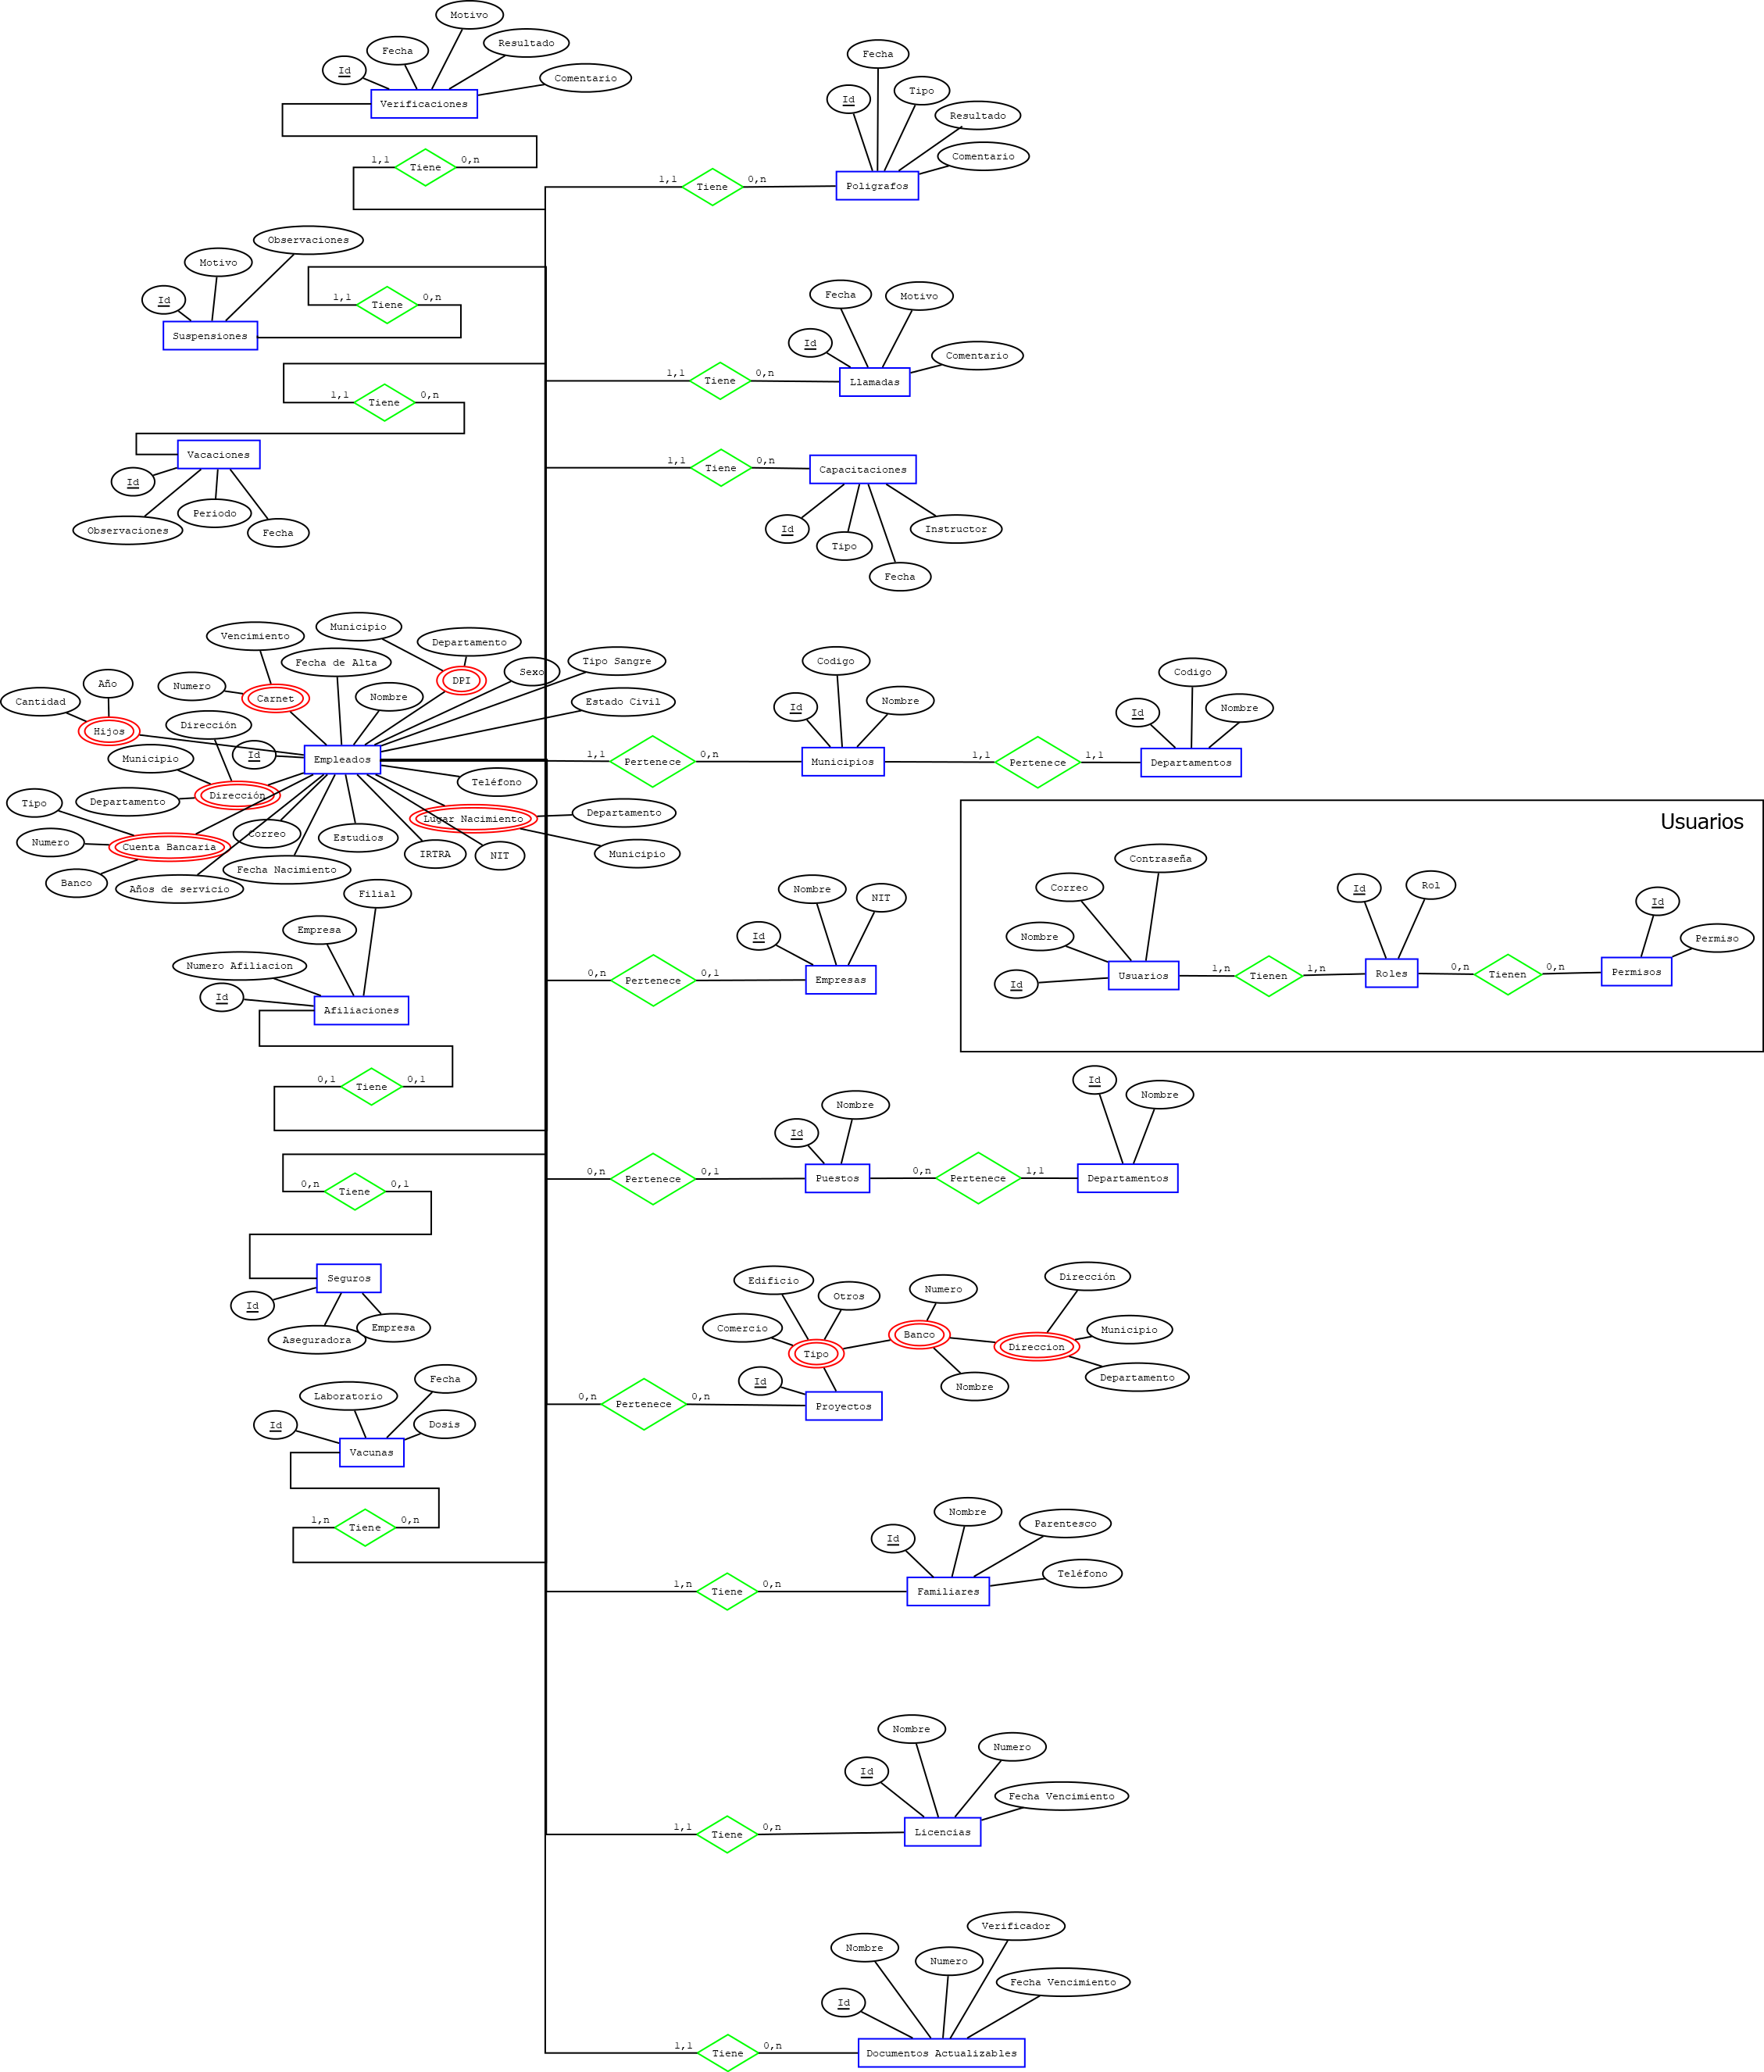 Motivo
Fecha
Resultado
Id
Comentario
Verificaciones
1,1
Tiene
0,n
Fecha
Tipo
Id
Resultado
Comentario
Poligrafos
1,1
Tiene
0,n
Observaciones
Motivo
Id
Suspensiones
1,1
Tiene
0,n
Fecha
Motivo
Id
Comentario
Llamadas
1,1
Tiene
0,n
1,1
Tiene
0,n
Vacaciones
Id
Observaciones
Periodo
Fecha
1,1
Tiene
0,n
Capacitaciones
Id
Tipo
Fecha
Instructor
Municipio
Departamento
DPI
Vencimiento
Fecha de Alta
Sexo
Tipo Sangre
Año
Numero
Carnet
Nombre
Estado Civil
Cantidad
Hijos
Dirección
Id
Empleados
Municipio
Departamento
Dirección
Teléfono
Tipo
Numero
Cuenta Bancaria
Banco
Correo
Estudios
Lugar Nacimiento
Departamento
Municipio
Años de servicio
Fecha Nacimiento
IRTRA
NIT
1,1
Pertenece
0,n
Codigo
Id
Nombre
Municipios
1,1
Pertenece
1,1
Codigo
Id
Nombre
Departamentos
Usuarios
Contraseña
Correo
Nombre
Id
Usuarios
1,n
Tienen
1,n
Id
Rol
Roles
0,n
Tienen
0,n
Id
Permiso
Permisos
Filial
Empresa
Numero Afiliacion
Id
Afiliaciones
0,1
Tiene
0,1
Nombre
NIT
Id
Empresas
0,n
Pertenece
0,1
Id
Nombre
Puestos
0,n
Pertenece
0,1
0,n
Pertenece
1,1
Id
Nombre
Departamentos
0,n
Tiene
0,1
Seguros
Id
Aseguradora
Empresa
Edificio
Otros
Comercio
Tipo
Numero
Banco
Nombre
Dirección
Municipio
Direccion
Departamento
Id
Proyectos
0,n
Pertenece
0,n
Fecha
Laboratorio
Id
Dosis
Vacunas
1,n
Tiene
0,n
Nombre
Id
Parentesco
Teléfono
Familiares
1,n
Tiene
0,n
Nombre
Numero
Id
Fecha Vencimiento
Licencias
1,1
Tiene
0,n
Verificador
Nombre
Numero
Fecha Vencimiento
Id
Documentos Actualizables
1,1
Tiene
0,n